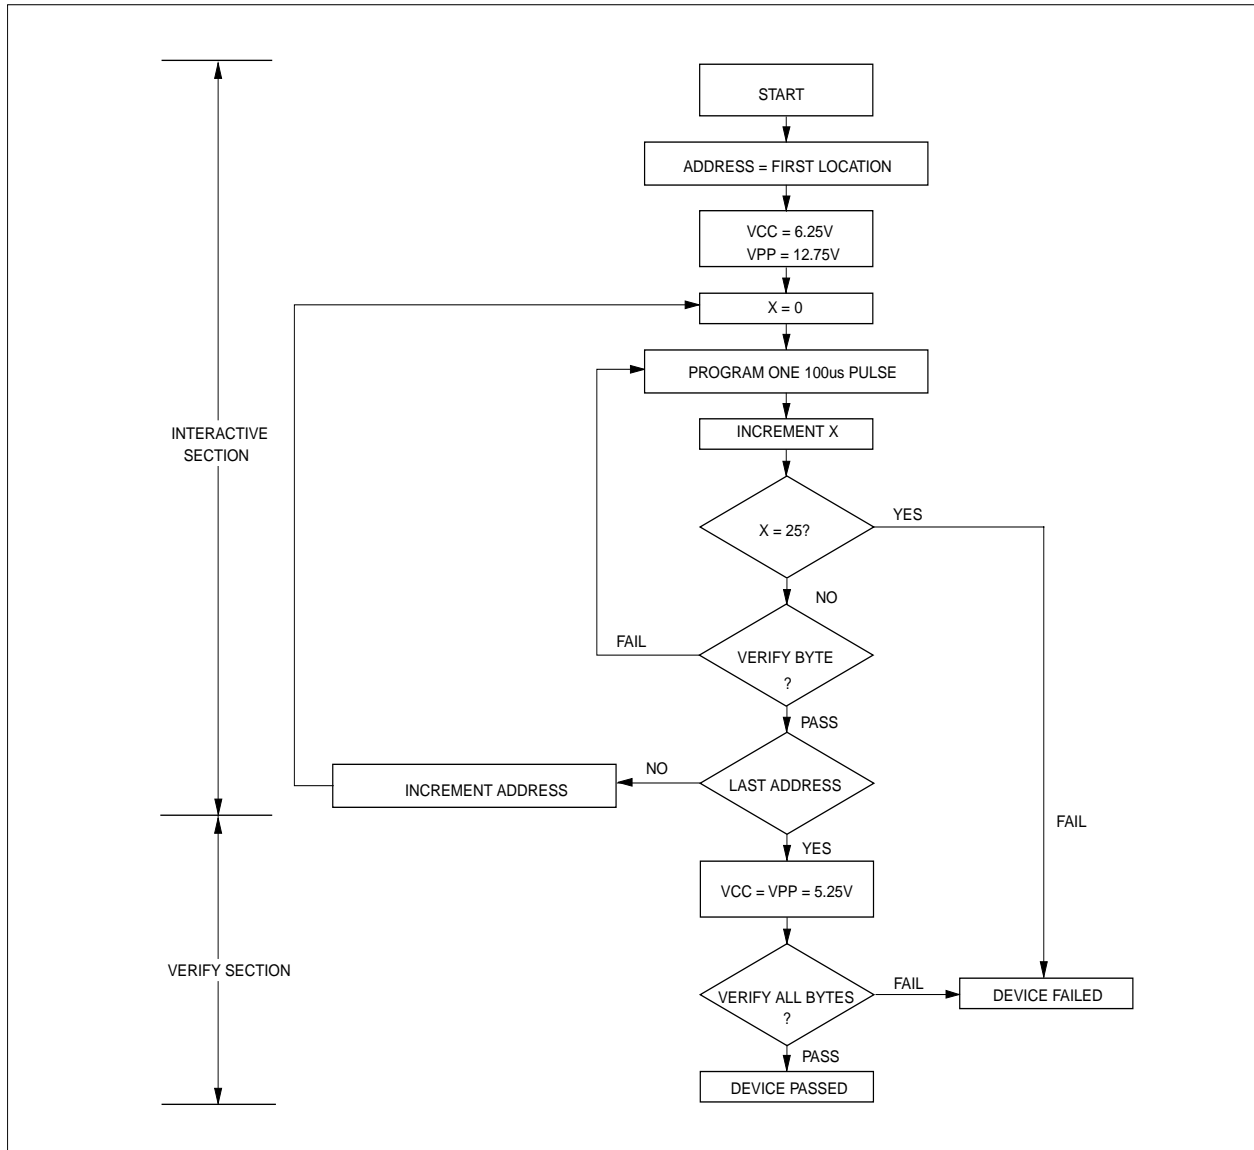 START
ADDRESS = FIRST LOCATION
VCC = 6.25V
VPP = 12.75V
X = 0
PROGRAM ONE 100us PULSE
INTERACTIVE
SECTION
INCREMENT X
X = 25?
YES
NO
FAIL
VERIFY BYTE
?
PASS
NO
LAST ADDRESS
INCREMENT ADDRESS
FAIL
YES
VCC = VPP = 5.25V
VERIFY SECTION
VERIFY ALL BYTES
?
FAIL
DEVICE FAILED
PASS
DEVICE PASSED